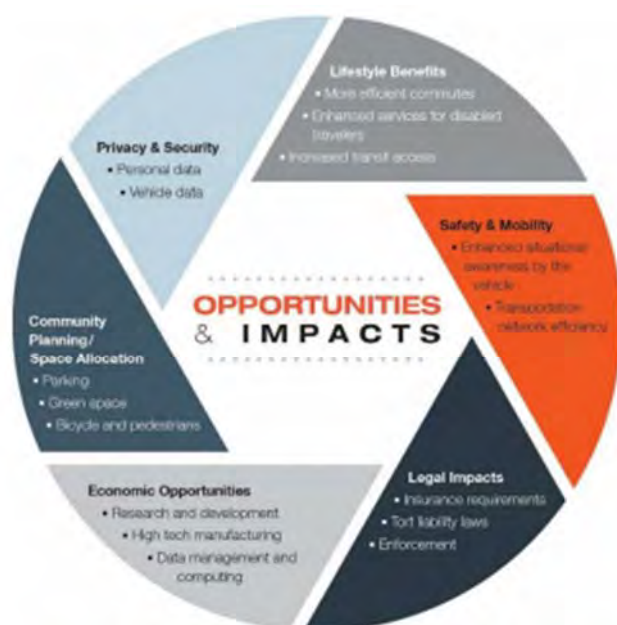 Lifestyle Benefits
• More efficient commutes
• Enhanced services for disabled
travelers
• Increased transit access
Safety & Mobility
• Enhanced situational
awareness by the
vehicle
• Transportation
network efficiency
Legal Impacts
• Insurance requirements
• Tort liability laws
• Enforcement
Economic Opportunities
• Research and development
• High tech manufacturing
• Data management and
computing
Community
Planning/
Space Allocation
• Parking
• Green space
• Bicycle and pedestrians
Privacy & Security
• Personal data
• Vehicle data
OPPORTUNITIES
& IMPACTS